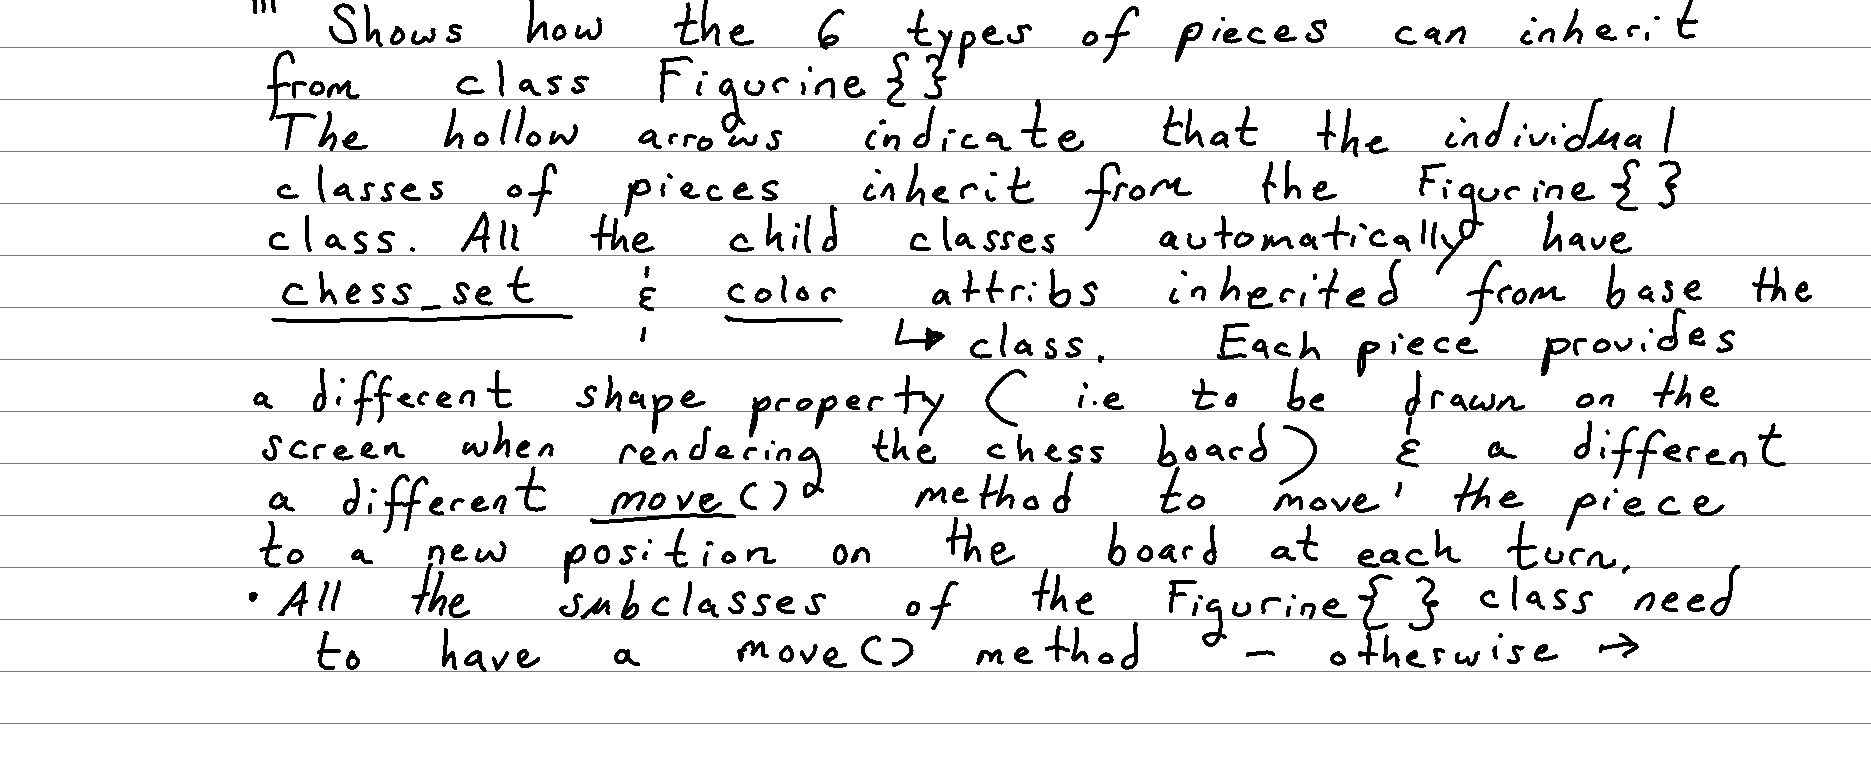 Shows how the 6 types of pieces can inherit
from class Figurine {}
The hollow arrows indicate that the individual
classes of pieces inherit from the Figurine { }
class. All the child classes automatically have
chess_set & color attribs inherited from base the
↳ class. Each piece provides
a different shape property ( i.e to be drawn on the
screen when rendering the chess board) & a different
a different move() method to move the piece
to a new position on the board at each turn.
• All the subclasses of the Figurine { } class need
to have a move() method - otherwise →